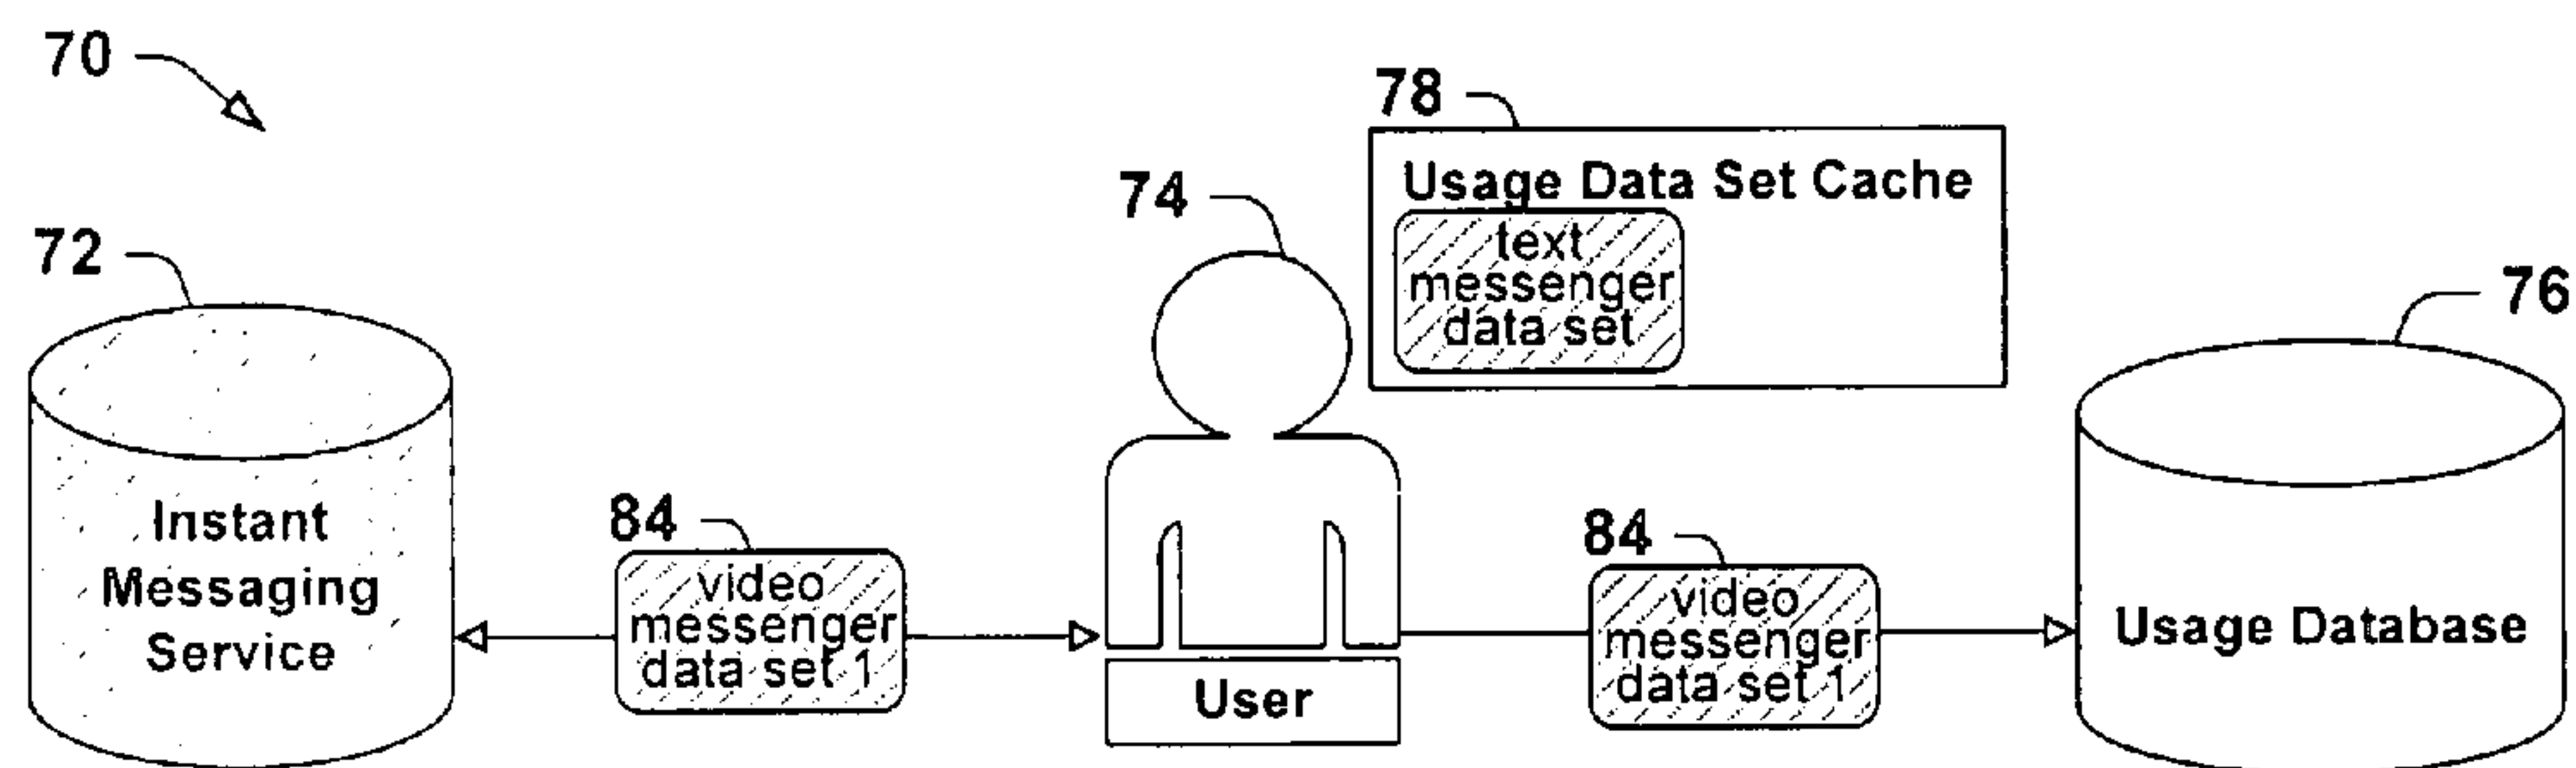 70
78
Usage Data Set Cache
text
messenger
data set
74
72
76
Instant
Messaging
Service
84
video
messenger
data set 1
User
84
video
messenger
data set 1
Usage Database